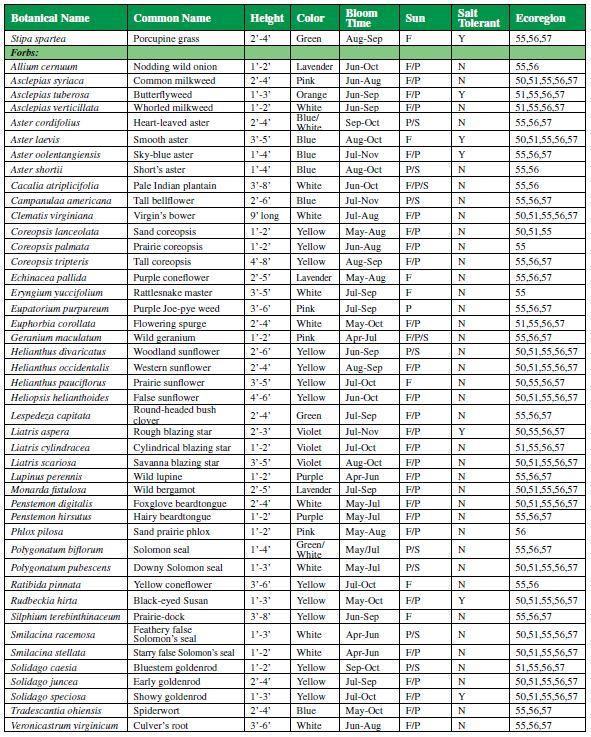 Botanical Name Common Name Height Color Bloom Time Sun Salt Tolerant Ecoregion
Stipa spartea Porcupine grass 2'-4' Green Aug-Sep F Y 55,56,57
Forbs:
Allium cernuum Nodding wild onion 1'-2' Lavender Jun-Oct F/P N 55,56
Asclepias syriaca Common milkweed 2'-4' Pink Jun-Aug F/P N 50,51,55,56,57
Asclepias tuberosa Butterflyweed 1'-3' Orange Jun-Sep F/P Y 51,55,56,57
Asclepias verticillata Whorled milkweed 1'-2' White Jun-Sep F/P N 51,55,56,57
Aster cordifolius Heart-leaved aster 2'-4' Blue/ White Sep-Oct P/S N 55,56,57
Aster laevis Smooth aster 3'-5' Blue Aug-Oct F Y 50,51,55,56,57
Aster oolentangiensis Sky-blue aster 1'-4' Blue Jul-Nov F/P Y 55,56,57
Aster shortii Short's aster 1'-4' Blue Aug-Oct P/S N 55,56
Cacalia atriplicifolia Pale Indian plantain 3'-8' White Jun-Oct F/P/S N 55,56
Campanulaa americana Tall bellflower 2'-6' Blue Jul-Nov P/S N 55,56,57
Clematis virginiana Virgin's bower 9' long White Jul-Aug F/P N 50,51,55,56,57
Coreopsis lanceolata Sand coreopsis 1'-2' Yellow May-Aug F/P N 50,51,55
Coreopsis palmata Prairie coreopsis 1'-2' Yellow Jun-Aug F/P N 55
Coreopsis tripteris Tall coreopsis 4'-8' Yellow Aug-Sep F/P N 55,56,57
Echinacea pallida Purple coneflower 2'-5' Lavender May-Aug F N 55,56,57
Eryngium yuccifolium Rattlesnake master 3'-5' White Jul-Sep F N 55
Eupatorium purpureum Purple Joe-pye weed 3'-6' Pink Jul-Sep P N 55,56,57
Euphorbia corollata Flowering spurge 2'-4' White May-Oct F/P N 51,55,56,57
Geranium maculatum Wild geranium 1'-2' Pink Apr-Jul F/P/S N 55,56,57
Helianthus divaricatus Woodland sunflower 2'-6' Yellow Jun-Sep P/S N 50,51,55,56,57
Helianthus occidentalis Western sunflower 2'-4' Yellow Aug-Sep F/P N 50,51,55,56,57
Helianthus pauciflorus Prairie sunflower 3'-5' Yellow Jul-Oct F N 50,55,56,57
Heliopsis helianthoides False sunflower 4'-6' Yellow Jun-Oct F/P N 50,51,55,56,57
Lespedeza capitata Round-headed bush clover 2'-4' Green Jul-Sep F/P N 55,56,57
Liatris aspera Rough blazing star 2'-3' Violet Jul-Nov F/P Y 50,55,56,57
Liatris cylindracea Cylindrical blazing star 1'-2' Violet Jul-Oct F/P N 51,55,56,57
Liatris scariosa Savanna blazing star 3'-5' Violet Aug-Oct F/P N 50,51,55,56,57
Lupinus perennis Wild lupine 1'-2' Purple Apr-Jun F/P N 55,56,57
Monarda fistulosa Wild bergamot 2'-5' Lavender Jul-Sep F/P N 50,51,55,56,57
Penstemon digitalis Foxglove beardtongue 2'-4' White May-Jul F/P N 50,51,55,56,57
Penstemon hirsutus Hairy beardtongue 1'-2' Purple May-Jul F/P N 55,56,57
Phlox pilosa Sand prairie phlox 1'-2' Pink May-Aug F/P N 56
Polygonatum biflorum Solomon seal 1'-4' Green/ White May/Jul P/S N 55,56,57
Polygonatum pubescens Downy Solomon seal 1'-3' White May-Jul P/S N 50,51,55,56,57
Ratibida pinnata Yellow coneflower 3'-6' Yellow Jul-Oct F N 55,56
Rudbeckia hirta Black-eyed Susan 1'-3' Yellow May-Oct F/P Y 50,51,55,56,57
Silphium terebinthinaceum Prairie-dock 3'-8' Yellow Jun-Sep F N 55,56,57
Smilacina racemosa Feathery false Solomon's seal 1'-3' White Apr-Jun P/S N 50,51,55,56,57
Smilacina stellata Starry false Solomon's seal 1'-2' White Apr-Jun F/P N 50,51,55,56,57
Solidago caesia Bluestem goldenrod 1'-2' Yellow Sep-Oct P/S N 51,55,56,57
Solidago juncea Early goldenrod 2'-4' Yellow Jul-Sep F/P N 50,51,55,56,57
Solidago speciosa Showy goldenrod 1'-3' Yellow Jul-Oct F/P Y 50,51,55,56,57
Tradescantia ohiensis Spiderwort 2'-4' Blue May-Oct F/P N 55,56,57
Veronicastrum virginicum Culver's root 3'-6' White Jun-Aug F/P N 55,56,57